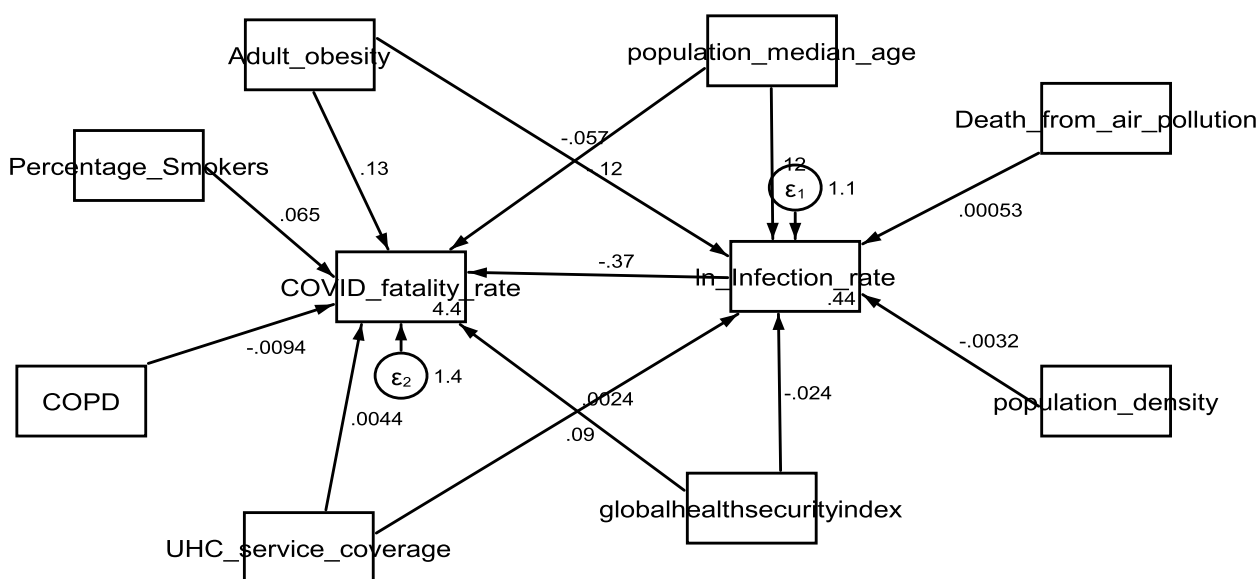 Adult_obesity
population_median_age
Death_from_air_pollution
Percentage_Smokers
-.057
.12
.13
.12
ε₁
1.1
.00053
.065
-.37
COVID_fatality_rate
4.4
ln_Infection_rate
.44
-.0094
ε₂
1.4
-.0032
COPD
.0044
.0024
.09
-.024
population_density
globalhealthsecurityindex
UHC_service_coverage